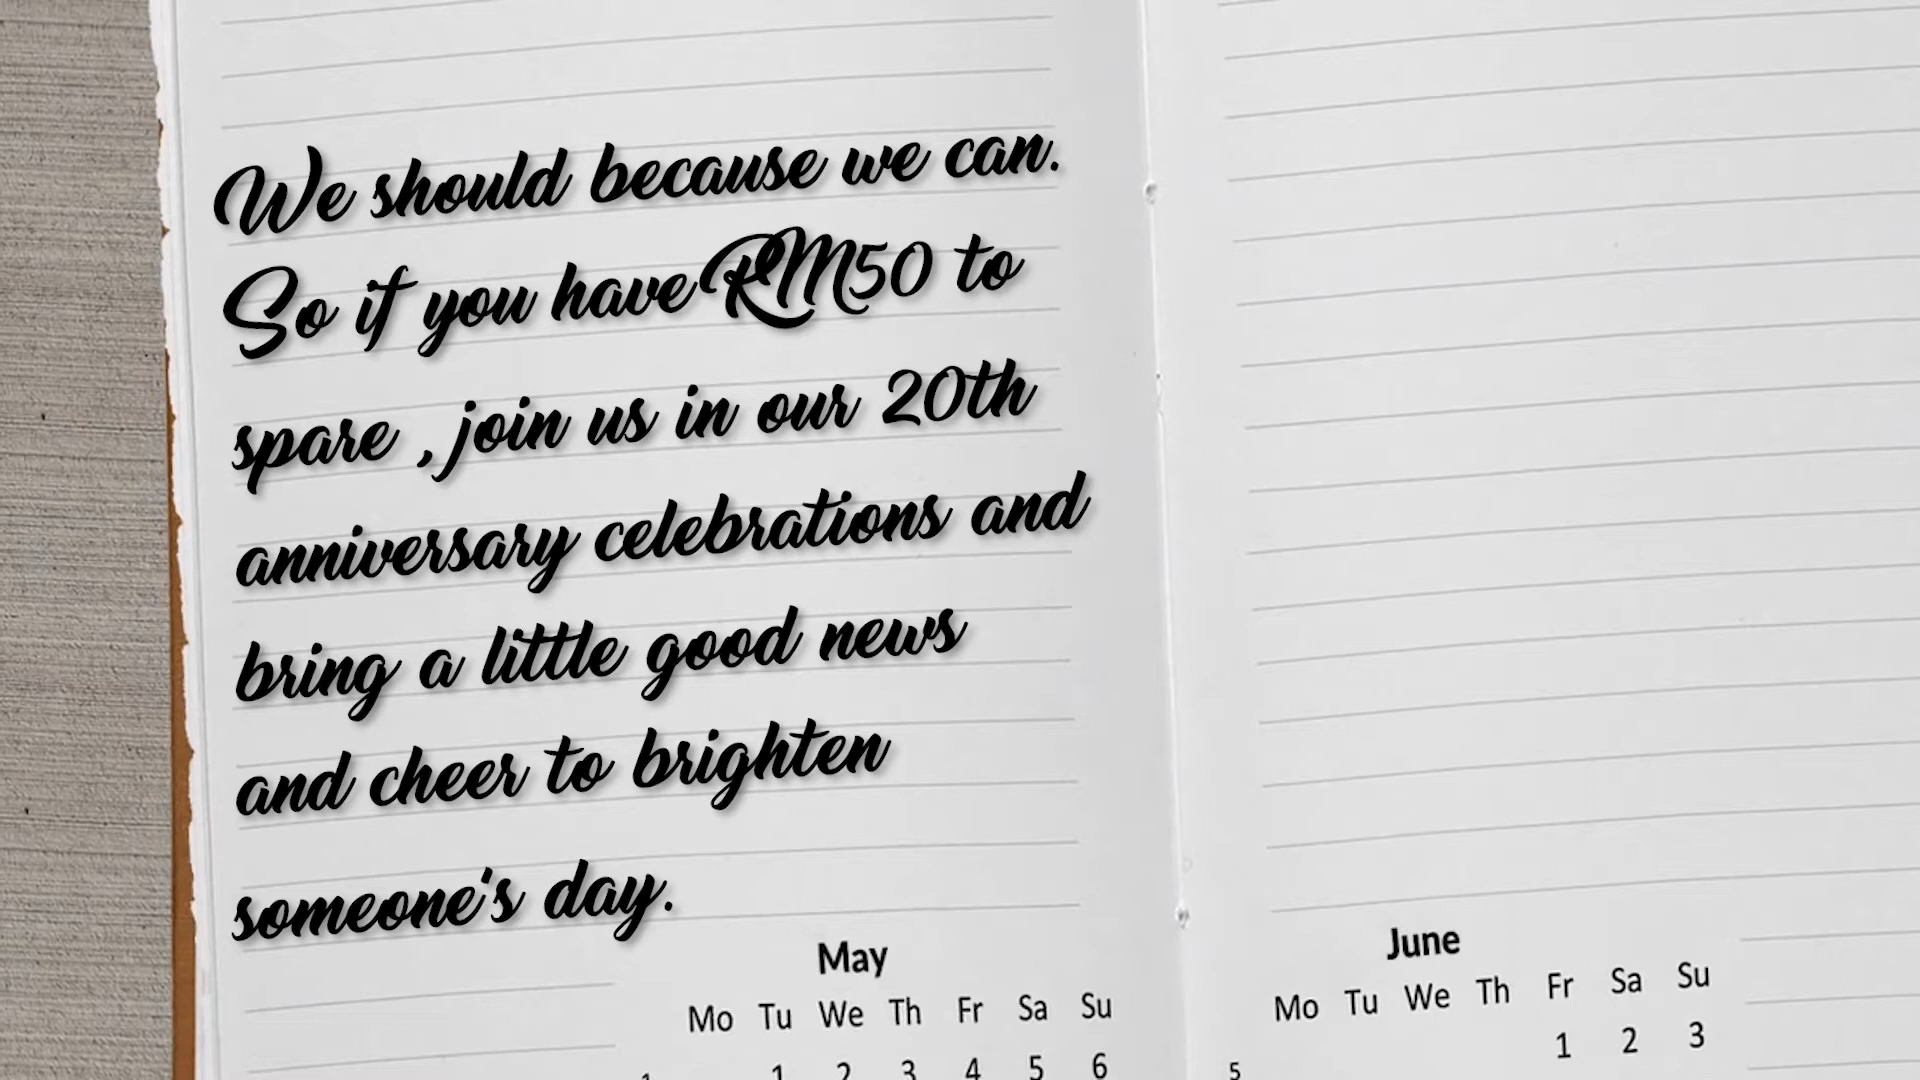 We should because we can.
So if you have RM50 to
spare , join us in our 20th
anniversary celebrations and
bring a little good news
and cheer to brighten
someone's day.
May
Mo Tu We Th Fr Sa Su
1 1 2 3 4 5 6
June
Mo Tu We Th Fr Sa Su
1 2 3
5